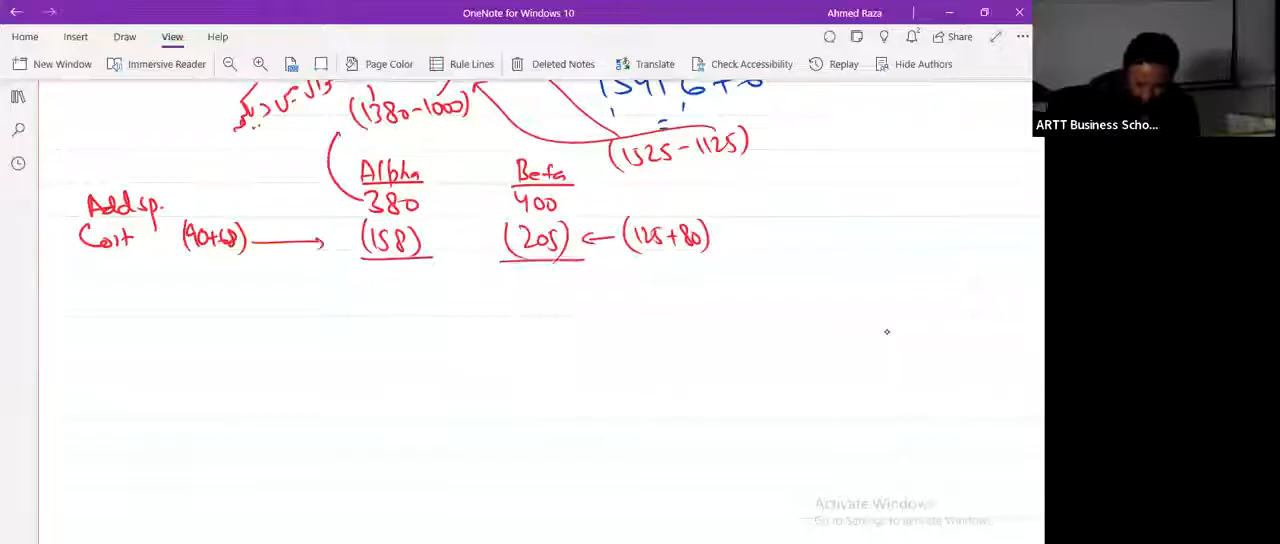 OneNote for Windows 10
Ahmed Raza
Home Insert Draw View Help
Share
New Window Immersive Reader Page Color Rule Lines Deleted Notes Translate Check Accessibility Replay Hide Authors
ARTT Business Scho...
(1380-1000)
(1525-1125)
Alpha Beta
Add sp. 380 400
Cost (90+68) (158) (205) (125+80)
Activate Windows
Go to Settings to activate Windows.